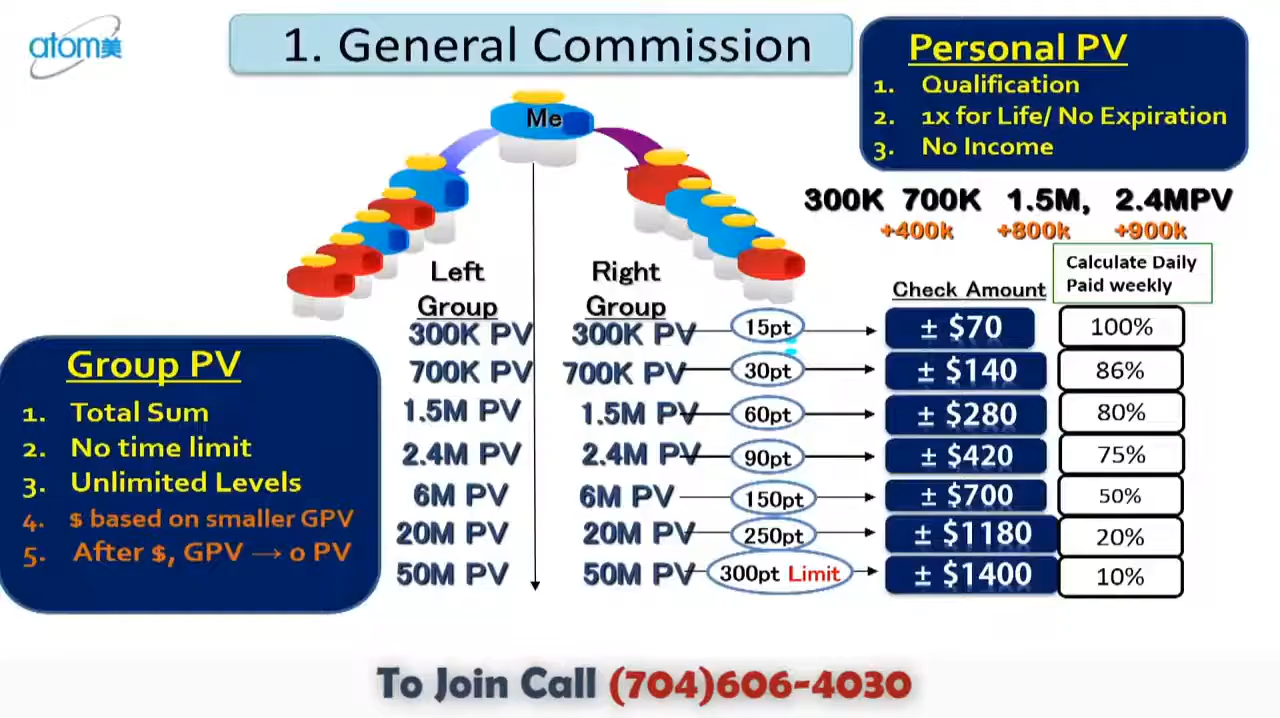 atom美
1. General Commission
Personal PV
1. Qualification
2. 1x for Life/ No Expiration
3. No Income
Me
300K 700K 1.5M, 2.4MPV
+400k +800k +900k
Calculate Daily
Paid weekly
Left
Group
Right
Group
Check Amount
300K PV 300K PV 15pt ± $70 100%
700K PV 700K PV 30pt ± $140 86%
1.5M PV 1.5M PV 60pt ± $280 80%
2.4M PV 2.4M PV 90pt ± $420 75%
6M PV 6M PV 150pt ± $700 50%
20M PV 20M PV 250pt ± $1180 20%
50M PV 50M PV 300pt Limit ± $1400 10%
Group PV
1. Total Sum
2. No time limit
3. Unlimited Levels
4. $ based on smaller GPV
5. After $, GPV → 0 PV
To Join Call (704)606-4030